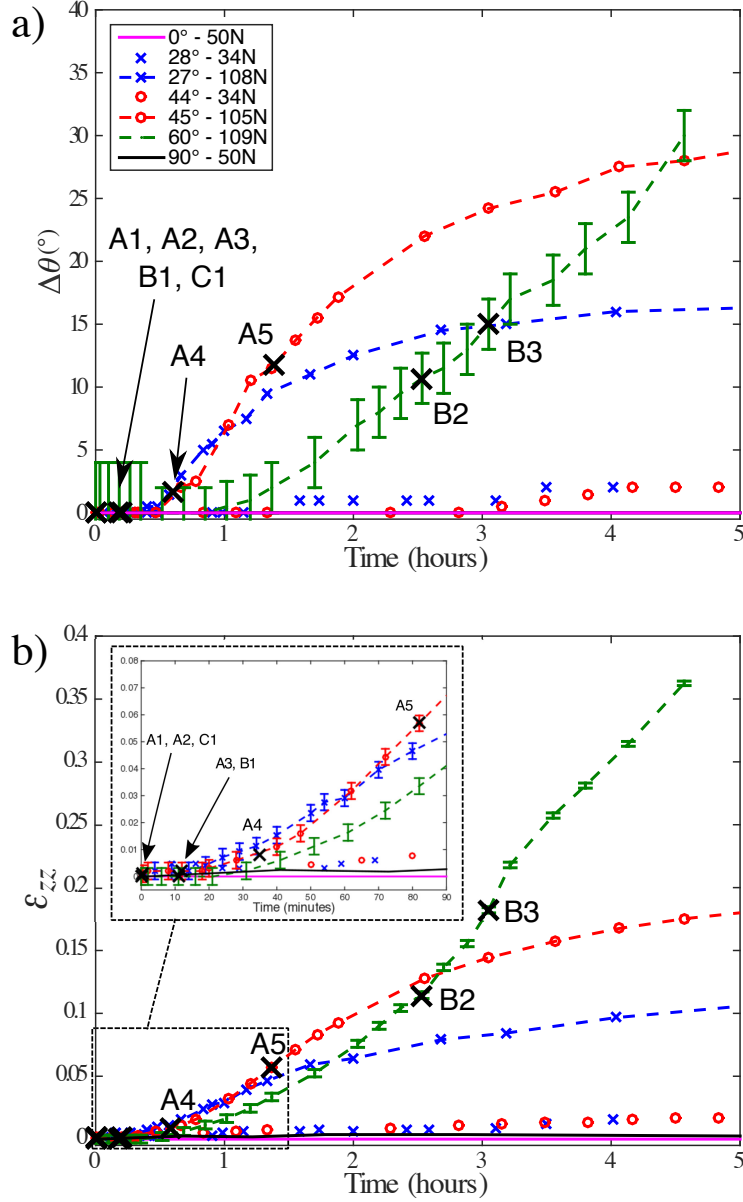 a)
40
35
30
25
20
15
10
5
0
Δθ(°)
0° - 50N
28° - 34N
27° - 108N
44° - 34N
45° - 105N
60° - 109N
90° - 50N
A1, A2, A3,
B1, C1
A4
A5
B2
B3
0 1 2 3 4 5
Time (hours)
b)
0.4
0.35
0.3
0.25
0.2
0.15
0.1
0.05
0
εzz
0.08
0.07
0.06
0.05
0.04
0.03
0.02
0.01
A1, A2, C1
A3, B1
A4
A5
0 10 20 30 40 50 60 70 80 90
Time (minutes)
A4
A5
B2
B3
0 1 2 3 4 5
Time (hours)